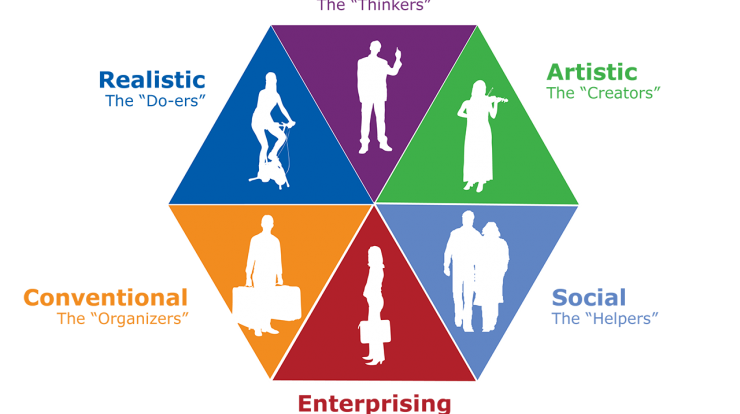 The “Thinkers”
Realistic
The “Do-ers”
Artistic
The “Creators”
Conventional
The “Organizers”
Social
The “Helpers”
Enterprising